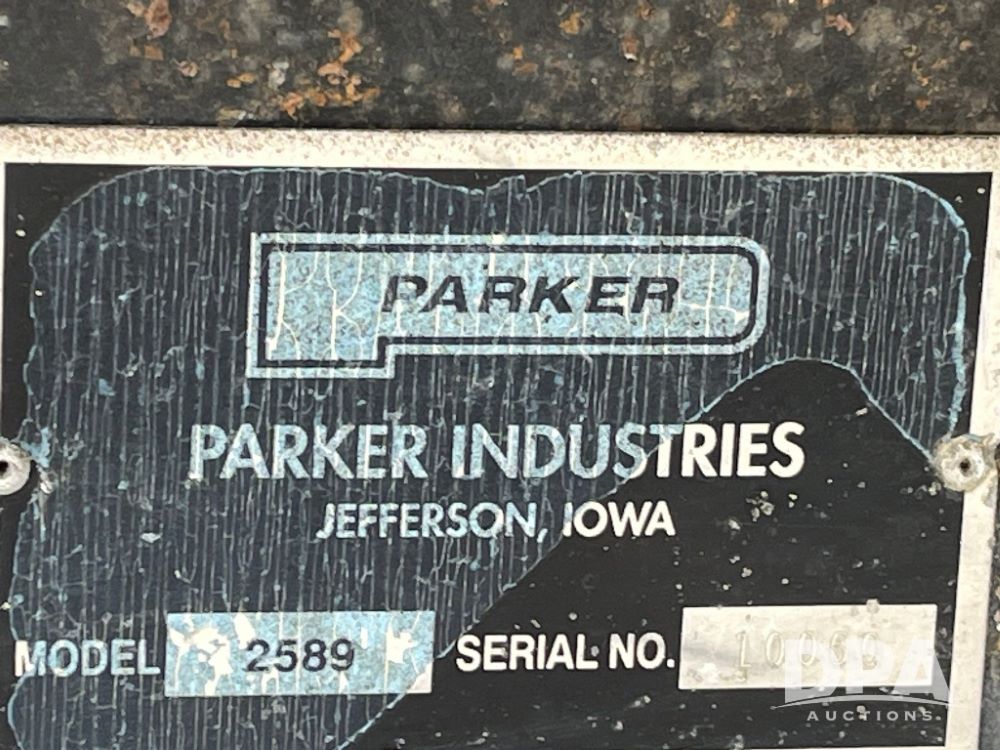 PARKER
PARKER INDUSTRIES
JEFFERSON, IOWA
MODEL 2589 SERIAL NO.
BPA
AUCTIONS